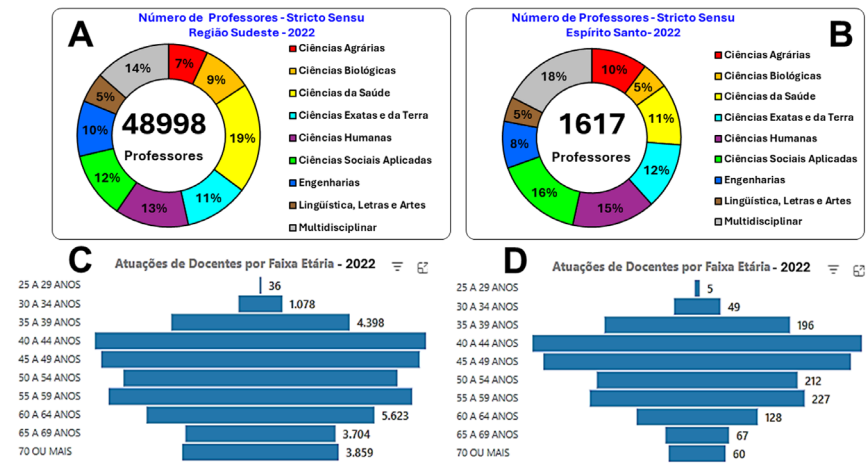 A
Número de Professores - Stricto Sensu
Região Sudeste - 2022
7%
9%
19%
11%
13%
12%
10%
5%
14%
48998
Professores
Ciências Agrárias
Ciências Biológicas
Ciências da Saúde
Ciências Exatas e da Terra
Ciências Humanas
Ciências Sociais Aplicadas
Engenharias
Lingüística, Letras e Artes
Multidisciplinar
B
Número de Professores - Stricto Sensu
Espírito Santo- 2022
10%
5%
11%
12%
15%
16%
8%
5%
18%
1617
Professores
Ciências Agrárias
Ciências Biológicas
Ciências da Saúde
Ciências Exatas e da Terra
Ciências Humanas
Ciências Sociais Aplicadas
Engenharias
Lingüística, Letras e Artes
Multidisciplinar
C
Atuações de Docentes por Faixa Etária - 2022
25 A 29 ANOS 36
30 A 34 ANOS 1.078
35 A 39 ANOS 4.398
40 A 44 ANOS
45 A 49 ANOS
50 A 54 ANOS
55 A 59 ANOS
60 A 64 ANOS 5.623
65 A 69 ANOS 3.704
70 OU MAIS 3.859
D
Atuações de Docentes por Faixa Etária - 2022
25 A 29 ANOS 5
30 A 34 ANOS 49
35 A 39 ANOS 196
40 A 44 ANOS
45 A 49 ANOS
50 A 54 ANOS 212
55 A 59 ANOS 227
60 A 64 ANOS 128
65 A 69 ANOS 67
70 OU MAIS 60